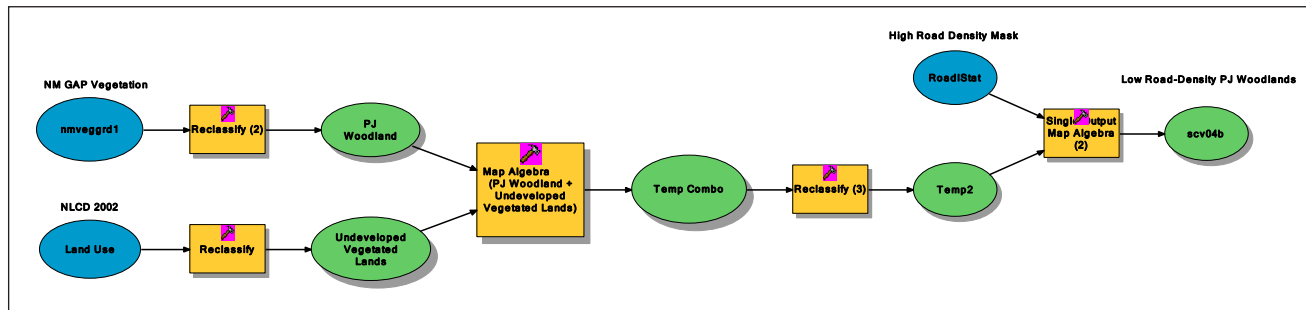 High Road Density Mask
NM GAP Vegetation
RoadlStat
Low Road-Density PJ Woodlands
nmveggrd1
Reclassify (2)
PJ
Woodland
Single Output
Map Algebra
(2)
scv04b
Map Algebra
(PJ Woodland +
Undeveloped
Vegetated Lands)
Temp Combo
Reclassify (3)
Temp2
NLCD 2002
Land Use
Reclassify
Undeveloped
Vegetated
Lands